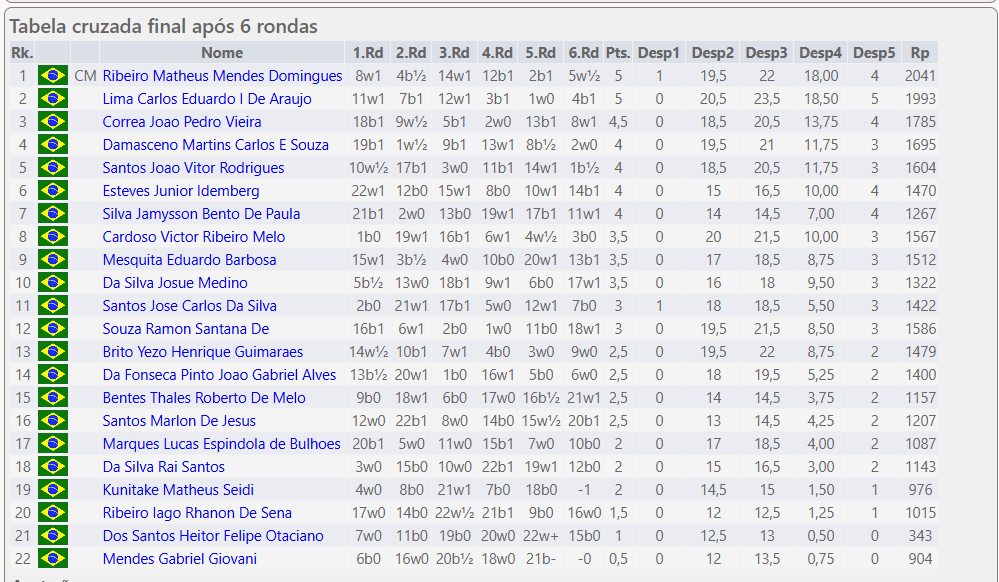 Tabela cruzada final após 6 rondas
Rk. Nome 1.Rd 2.Rd 3.Rd 4.Rd 5.Rd 6.Rd Pts. Desp1 Desp2 Desp3 Desp4 Desp5 Rp
1 CM Ribeiro Matheus Mendes Domingues 8w1 4b½ 14w1 12b1 2b1 5w½ 5 1 19,5 22 18,00 4 2041
2 Lima Carlos Eduardo I De Araujo 11w1 7b1 12w1 3b1 1w0 4b1 5 0 20,5 23,5 18,50 5 1993
3 Correa Joao Pedro Vieira 18b1 9w½ 5b1 2w0 13b1 8w1 4,5 0 18,5 20,5 13,75 4 1785
4 Damasceno Martins Carlos E Souza 19b1 1w½ 9b1 13w1 8b½ 2w0 4 0 19,5 21 11,75 3 1695
5 Santos Joao Vitor Rodrigues 10w½ 17b1 3w0 11b1 14w1 1b½ 4 0 18,5 20,5 11,75 3 1604
6 Esteves Junior Idemberg 22w1 12b0 15w1 8b0 10w1 14b1 4 0 15 16,5 10,00 4 1470
7 Silva Jamysson Bento De Paula 21b1 2w0 13b0 19w1 17b1 11w1 4 0 14 14,5 7,00 4 1267
8 Cardoso Victor Ribeiro Melo 1b0 19w1 16b1 6w1 4w½ 3b0 3,5 0 20 21,5 10,00 3 1567
9 Mesquita Eduardo Barbosa 15w1 3b½ 4w0 10b0 20w1 13b1 3,5 0 17 18,5 8,75 3 1512
10 Da Silva Josue Medino 5b½ 13w0 18b1 9w1 6b0 17w1 3,5 0 16 18 9,50 3 1322
11 Santos Jose Carlos Da Silva 2b0 21w1 17b1 5w0 12w1 7b0 3 1 18 18,5 5,50 3 1422
12 Souza Ramon Santana De 16b1 6w1 2b0 1w0 11b0 18w1 3 0 19,5 21,5 8,50 3 1586
13 Brito Yezo Henrique Guimaraes 14w½ 10b1 7w1 4b0 3w0 9w0 2,5 0 19,5 22 8,75 2 1479
14 Da Fonseca Pinto Joao Gabriel Alves 13b½ 20w1 1b0 16w1 5b0 6w0 2,5 0 18 19,5 5,25 2 1400
15 Bentes Thales Roberto De Melo 9b0 18w1 6b0 17w0 16b½ 21w1 2,5 0 14 14,5 3,75 2 1157
16 Santos Marlon De Jesus 12w0 22b1 8w0 14b0 15w½ 20b1 2,5 0 13 14,5 4,25 2 1207
17 Marques Lucas Espindola de Bulhoes 20b1 5w0 11w0 15b1 7w0 10b0 2 0 17 18,5 4,00 2 1087
18 Da Silva Rai Santos 3w0 15b0 10w0 22b1 19w1 12b0 2 0 15 16,5 3,00 2 1143
19 Kunitake Matheus Seidi 4w0 8b0 21w1 7b0 18b0 -1 2 0 14,5 15 1,50 1 976
20 Ribeiro Iago Rhanon De Sena 17w0 14b0 22w½ 21b1 9b0 16w0 1,5 0 12 12,5 1,25 1 1015
21 Dos Santos Heitor Felipe Otaciano 7w0 11b0 19b0 20w0 22w+ 15b0 1 0 12,5 13 0,50 0 343
22 Mendes Gabriel Giovani 6b0 16w0 20b½ 18w0 21b- -0 0,5 0 12 13,5 0,75 0 904